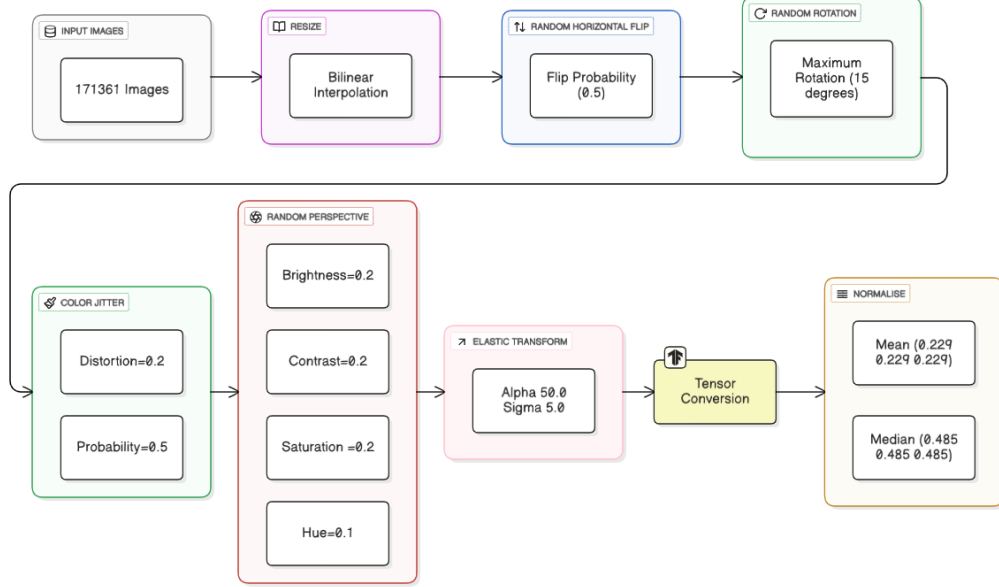 INPUT IMAGES
171361 Images
RESIZE
Bilinear
Interpolation
RANDOM HORIZONTAL FLIP
Flip Probability
(0.5)
RANDOM ROTATION
Maximum
Rotation (15
degrees)
COLOR JITTER
Distortion=0.2
Probability=0.5
RANDOM PERSPECTIVE
Brightness=0.2
Contrast=0.2
Saturation =0.2
Hue=0.1
ELASTIC TRANSFORM
Alpha 50.0
Sigma 5.0
Tensor
Conversion
NORMALISE
Mean (0.229
0.229 0.229)
Median (0.485
0.485 0.485)